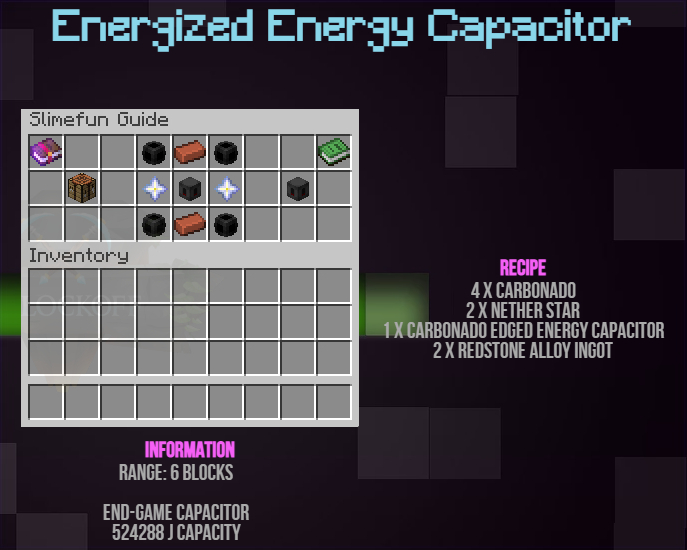 Energized Energy Capacitor
Slimefun Guide
Inventory
LOCKOFF
RECIPE
4 X CARBONADO
2 X NETHER STAR
1 X CARBONADO EDGED ENERGY CAPACITOR
2 X REDSTONE ALLOY INGOT
INFORMATION
RANGE: 6 BLOCKS
END-GAME CAPACITOR
524288 J CAPACITY